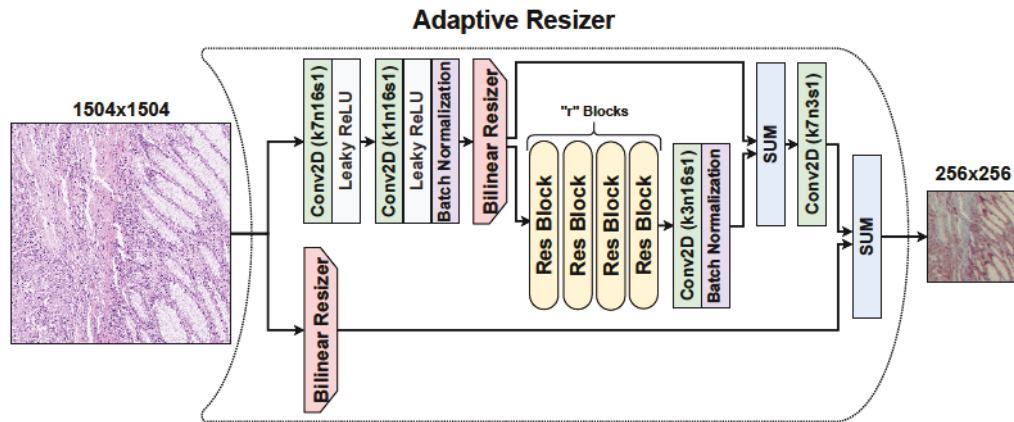 Adaptive Resizer
1504x1504
Conv2D (k7n16s1)
Leaky ReLU
Conv2D (k1n16s1)
Leaky ReLU
Batch Normalization
Bilinear Resizer
"r" Blocks
Res Block
Res Block
Res Block
Res Block
Conv2D (k3n16s1)
Batch Normalization
SUM
Conv2D (k7n3s1)
SUM
256x256
Bilinear Resizer